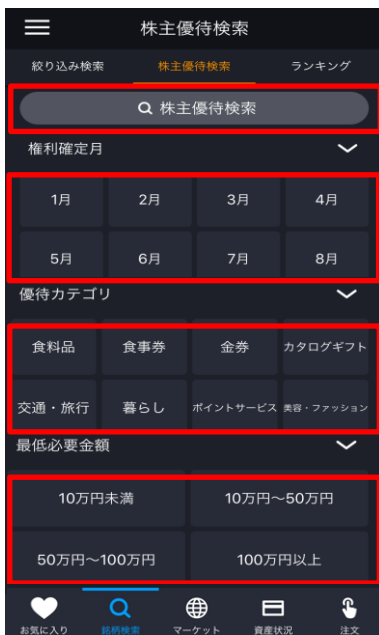 株主優待検索
絞り込み検索 株主優待検索 ランキング
株主優待検索
権利確定月
1月 2月 3月 4月
5月 6月 7月 8月
優待カテゴリ
食料品 食事券 金券 カタログギフト
交通・旅行 暮らし ポイントサービス 美容・ファッション
最低必要金額
10万円未満 10万円～50万円
50万円～100万円 100万円以上
お気に入り 銘柄検索 マーケット 資産状況 注文